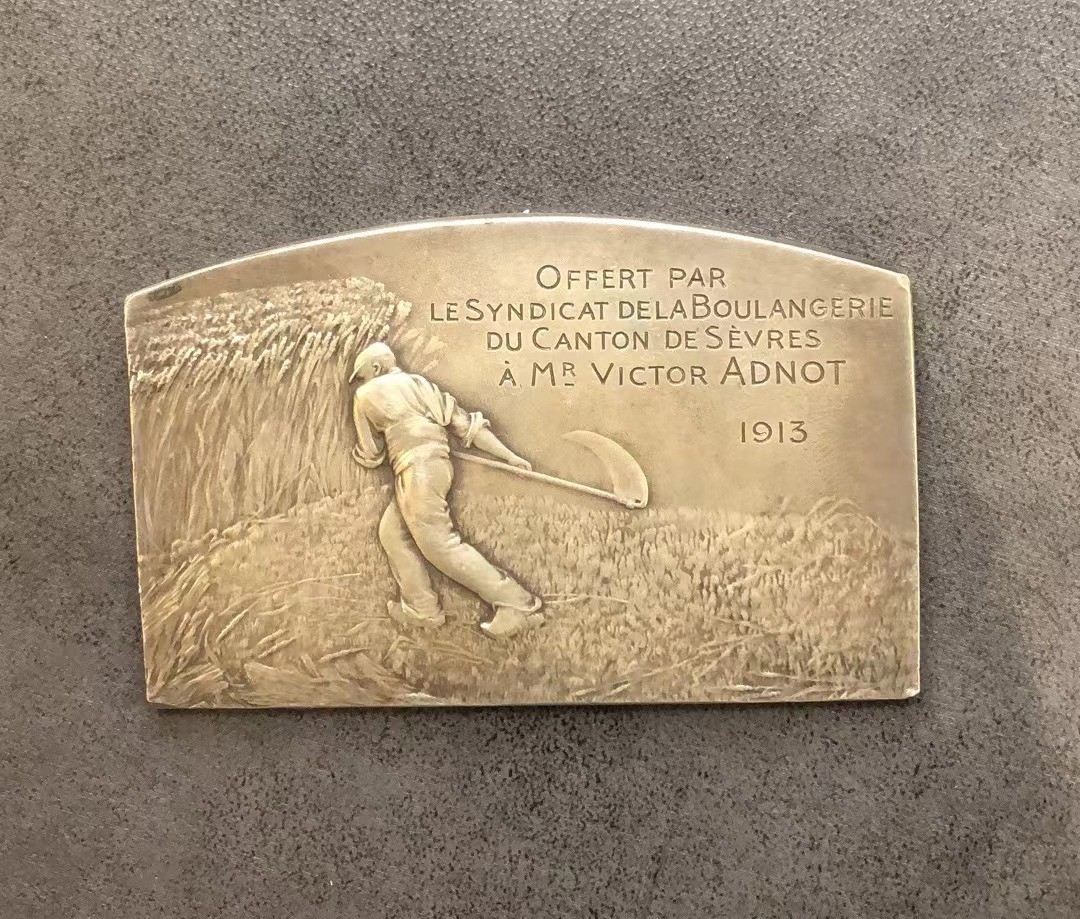 OFFERT PAR
LE SYNDICAT DE LA BOULANGERIE
DU CANTON DE SÈVRES
À MR VICTOR ADNOT
1913